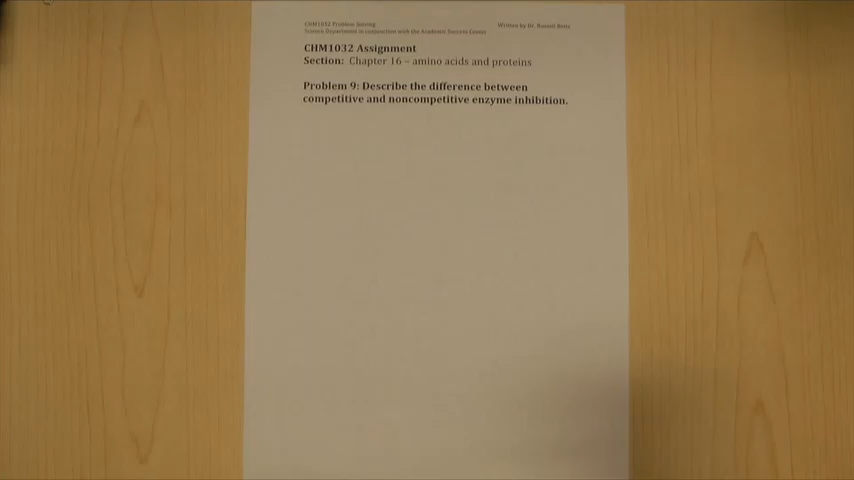 CHM1032 Problem Solving Written by Dr. Russell Betts
Science Department in conjunction with the Academic Success Center
CHM1032 Assignment
Section: Chapter 16 – amino acids and proteins
Problem 9: Describe the difference between
competitive and noncompetitive enzyme inhibition.